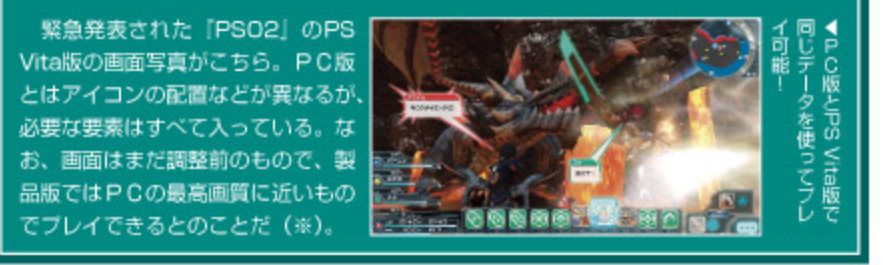 緊急発表された『PSO2』のPS
Vita版の画面写真がこちら。PC版
とはアイコンの配置などが異なるが、
必要な要素はすべて入っている。な
お、画面はまだ調整前のもので、製
品版ではPCの最高画質に近いもの
でプレイできるとのことだ（※）。
◀PC版とPS Vita版で
同じデータを使ってプレ
イ可能！